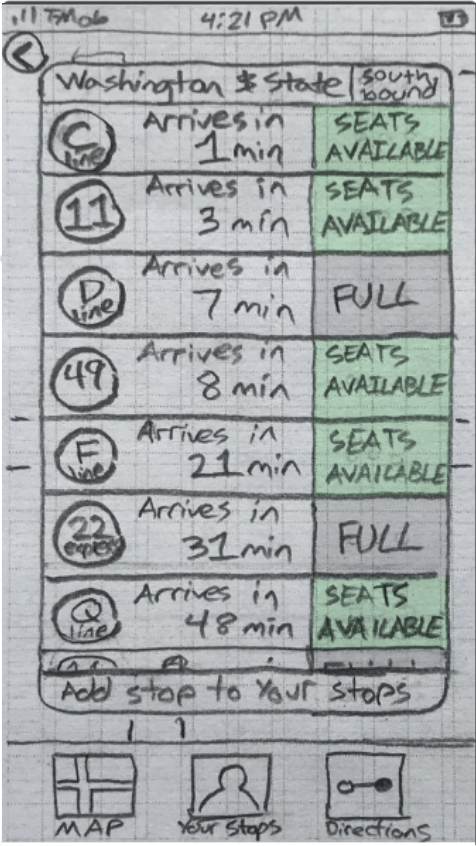 TMob 4:21 PM
Washington & State south bound
C line Arrives in 1 min SEATS AVAILABLE
11 Arrives in 3 min SEATS AVAILABLE
D line Arrives in 7 min FULL
49 Arrives in 8 min SEATS AVAILABLE
F line Arrives in 21 min SEATS AVAILABLE
22 express Arrives in 31 min FULL
Q line Arrives in 48 min SEATS AVAILABLE
Add stop to Your stops
MAP Your stops Directions